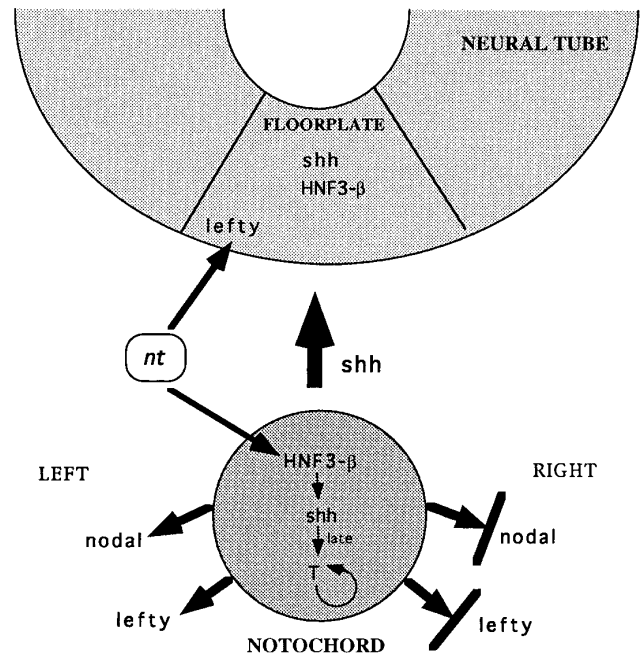 NEURAL TUBE
FLOORPLATE
shh
HNF3-β
lefty
nt
shh
LEFT
RIGHT
HNF3-β
shh
late
T
nodal
nodal
lefty
lefty
NOTOCHORD